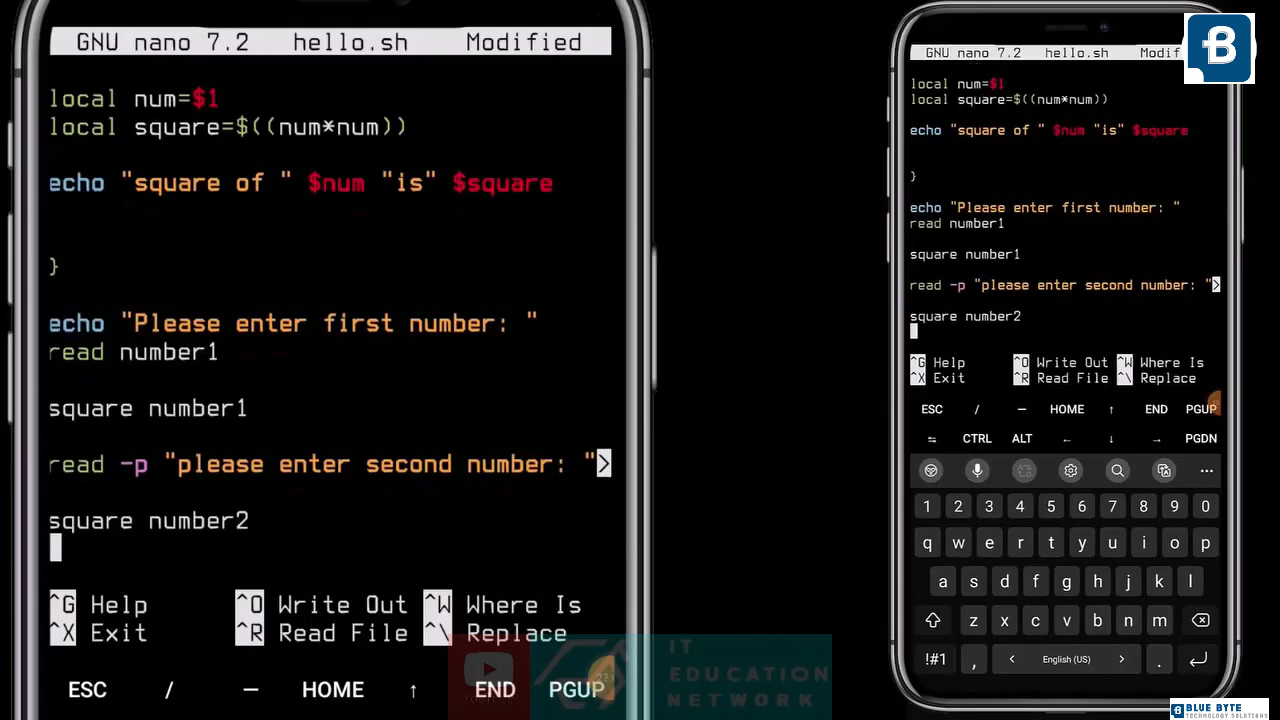 GNU nano 7.2 hello.sh Modified
local num=$1
local square=$((num*num))
echo "square of " $num "is" $square
}
echo "Please enter first number: "
read number1
square number1
read -p "please enter second number: ">
square number2
^G Help ^O Write Out ^W Where Is
^X Exit ^R Read File ^\ Replace
ESC / — HOME ↑ END PGUP
IT
EDUCATION
NETWORK
GNU nano 7.2 hello.sh Modif
local num=$1
local square=$((num*num))
echo "square of " $num "is" $square
}
echo "Please enter first number: "
read number1
square number1
read -p "please enter second number: ">
square number2
^G Help ^O Write Out ^W Where Is
^X Exit ^R Read File ^\ Replace
ESC / — HOME ↑ END PGUP
CTRL ALT ← ↓ → PGDN
1 2 3 4 5 6 7 8 9 0
q w e r t y u i o p
a s d f g h j k l
z x c v b n m
!#1 , < English (US) > .
B
BLUE BYTE
TECHNOLOGY SOLUTIONS